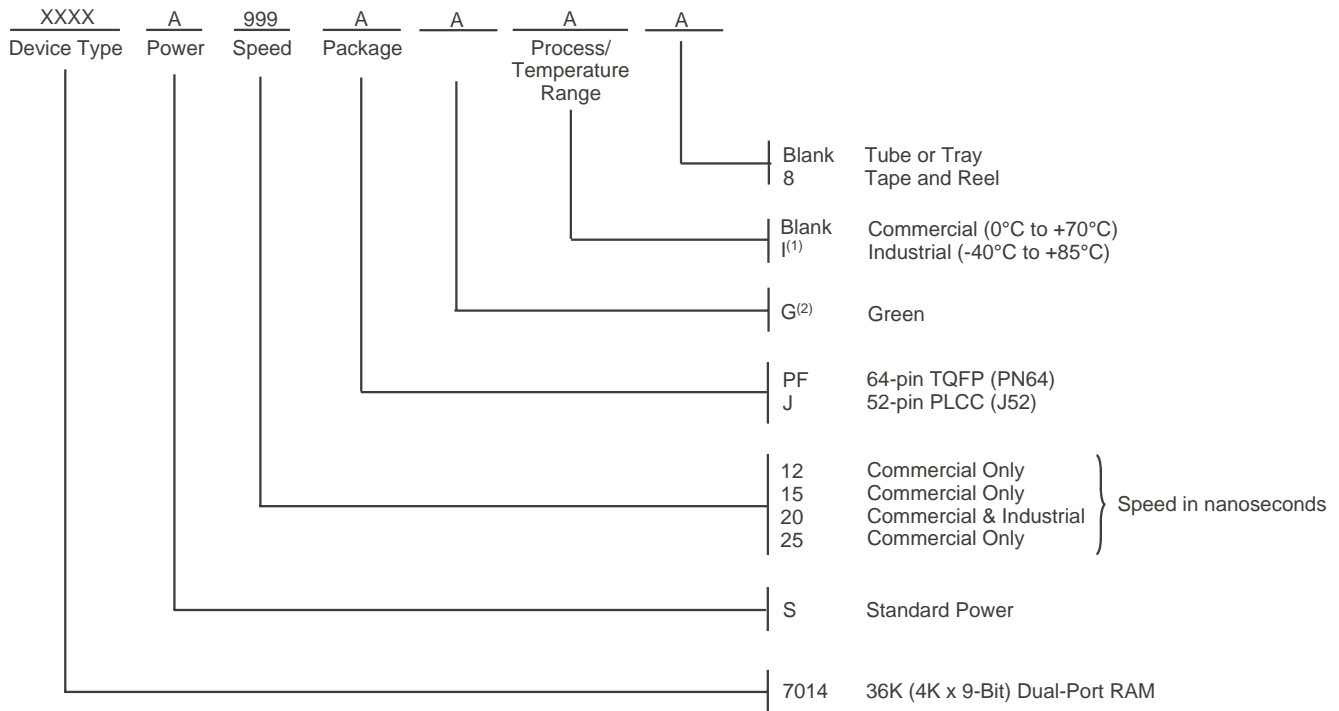 XXXX A 999 A A A A
Device Type Power Speed Package Process/
Temperature
Range
Blank Tube or Tray
8 Tape and Reel
Blank Commercial (0°C to +70°C)
I(1) Industrial (-40°C to +85°C)
G(2) Green
PF 64-pin TQFP (PN64)
J 52-pin PLCC (J52)
12 Commercial Only
15 Commercial Only
20 Commercial & Industrial
25 Commercial Only
Speed in nanoseconds
S Standard Power
7014 36K (4K x 9-Bit) Dual-Port RAM